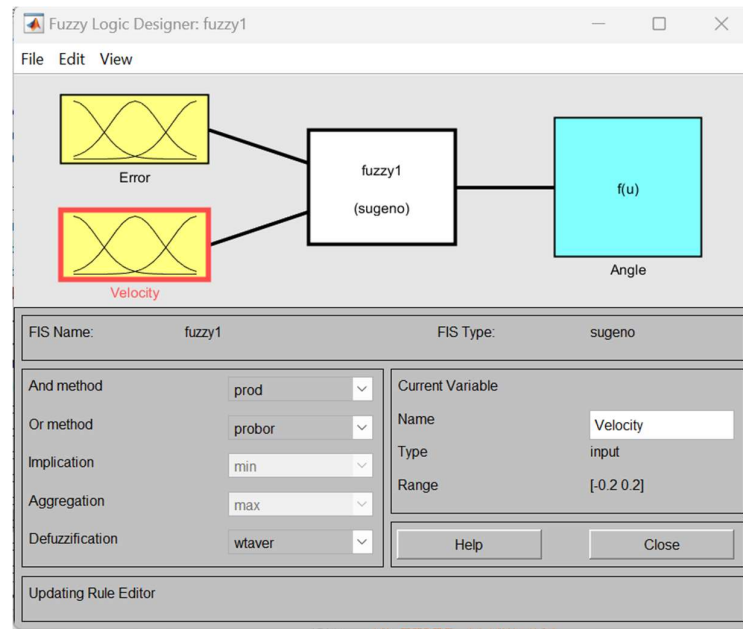 Fuzzy Logic Designer: fuzzy1
File Edit View
Error
Velocity
fuzzy1
(sugeno)
f(u)
Angle
FIS Name: fuzzy1 FIS Type: sugeno
And method prod
Or method probor
Implication min
Aggregation max
Defuzzification wtaver
Current Variable
Name Velocity
Type input
Range [-0.2 0.2]
Help Close
Updating Rule Editor